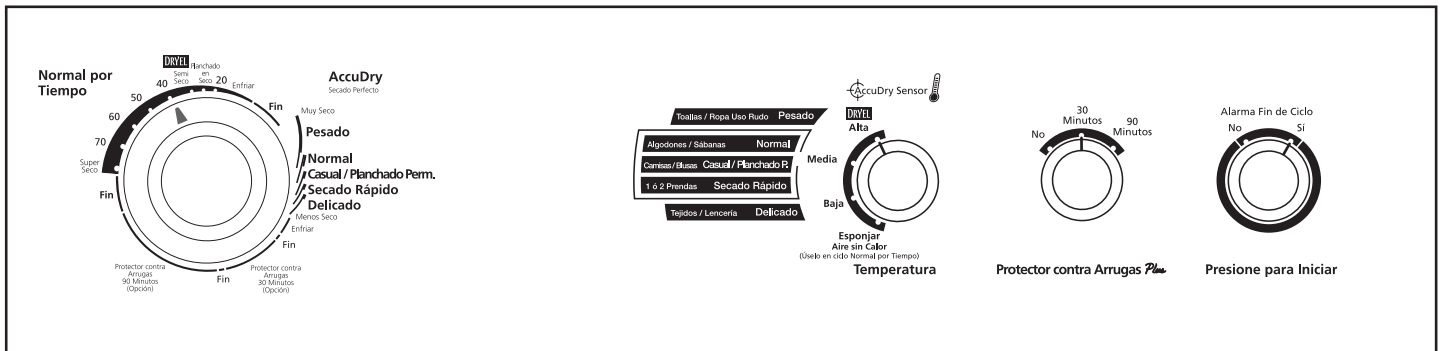 Normal por
Tiempo
Super
Seco
70
60
50
40
DRYEL
Semi
Seco
Planchado
en
Seco
20
Enfriar
Fin
AccuDry
Secado Perfecto
Muy Seco
Pesado
Normal
Casual / Planchado Perm.
Secado Rápido
Delicado
Menos Seco
Enfriar
Fin
Protector contra
Arrugas
30 Minutos
(Opción)
Fin
Protector contra
Arrugas
90 Minutos
(Opción)
Fin
AccuDry Sensor
DRYEL
Toallas / Ropa Uso Rudo Pesado
Algodones / Sábanas Normal
Camisas/Blusas Casual / Planchado P.
1 ó 2 Prendas Secado Rápido
Tejidos / Lencería Delicado
Alta
Media
Baja
Esponjar
Aire sin Calor
(Úselo en ciclo Normal por Tiempo)
Temperatura
No
30
Minutos
90
Minutos
Protector contra Arrugas Plus
Alarma Fin de Ciclo
No
Sí
Presione para Iniciar